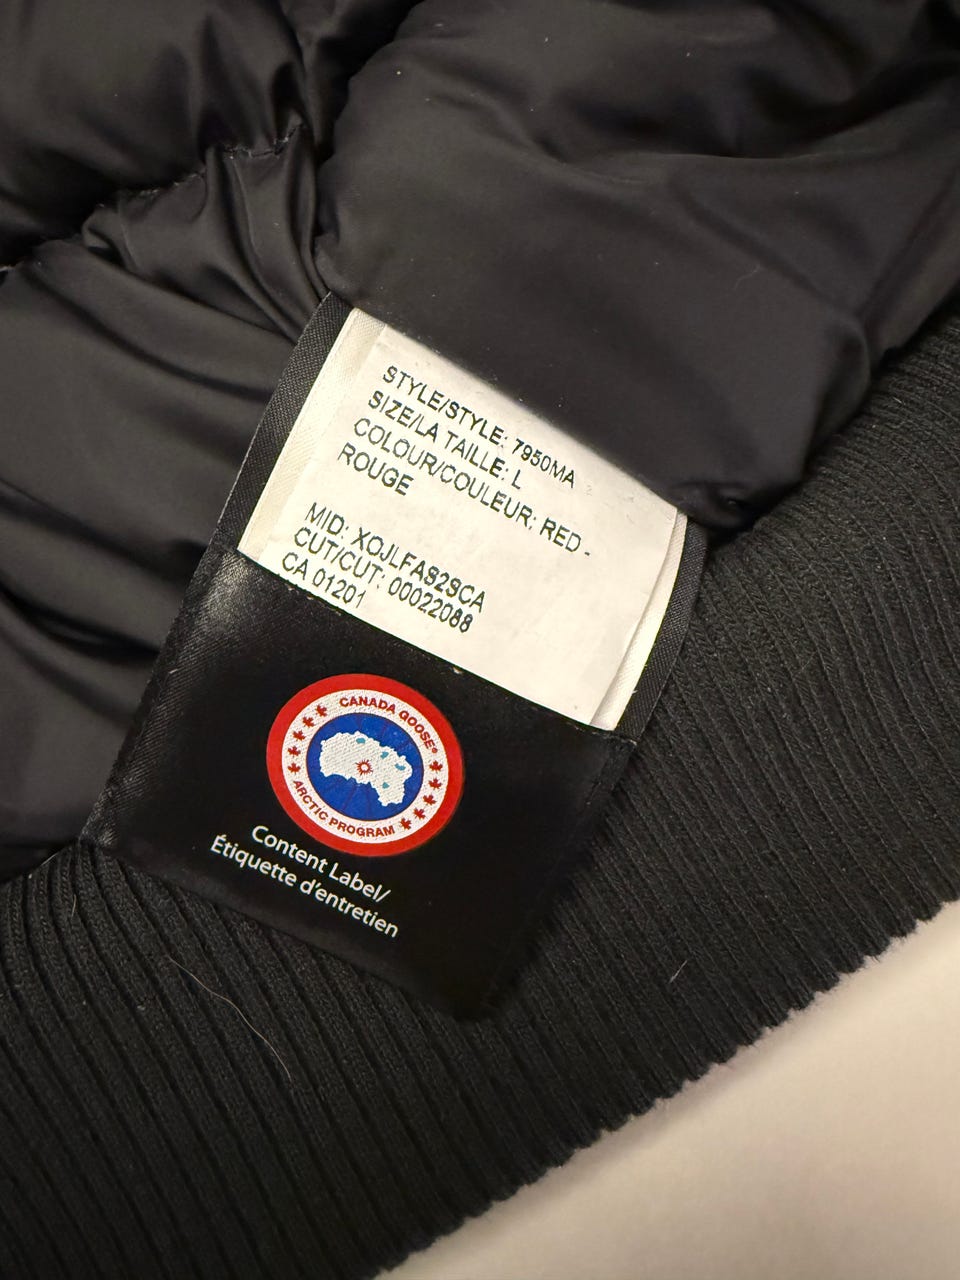 STYLE/STYLE: 7950MA
SIZE/LA TAILLE: L
COLOUR/COULEUR: RED -
ROUGE
MID: XOJLFAS29CA
CUT/CUT: 00022088
CA 01201
CANADA GOOSE®
ARCTIC PROGRAM
Content Label/
Étiquette d'entretien